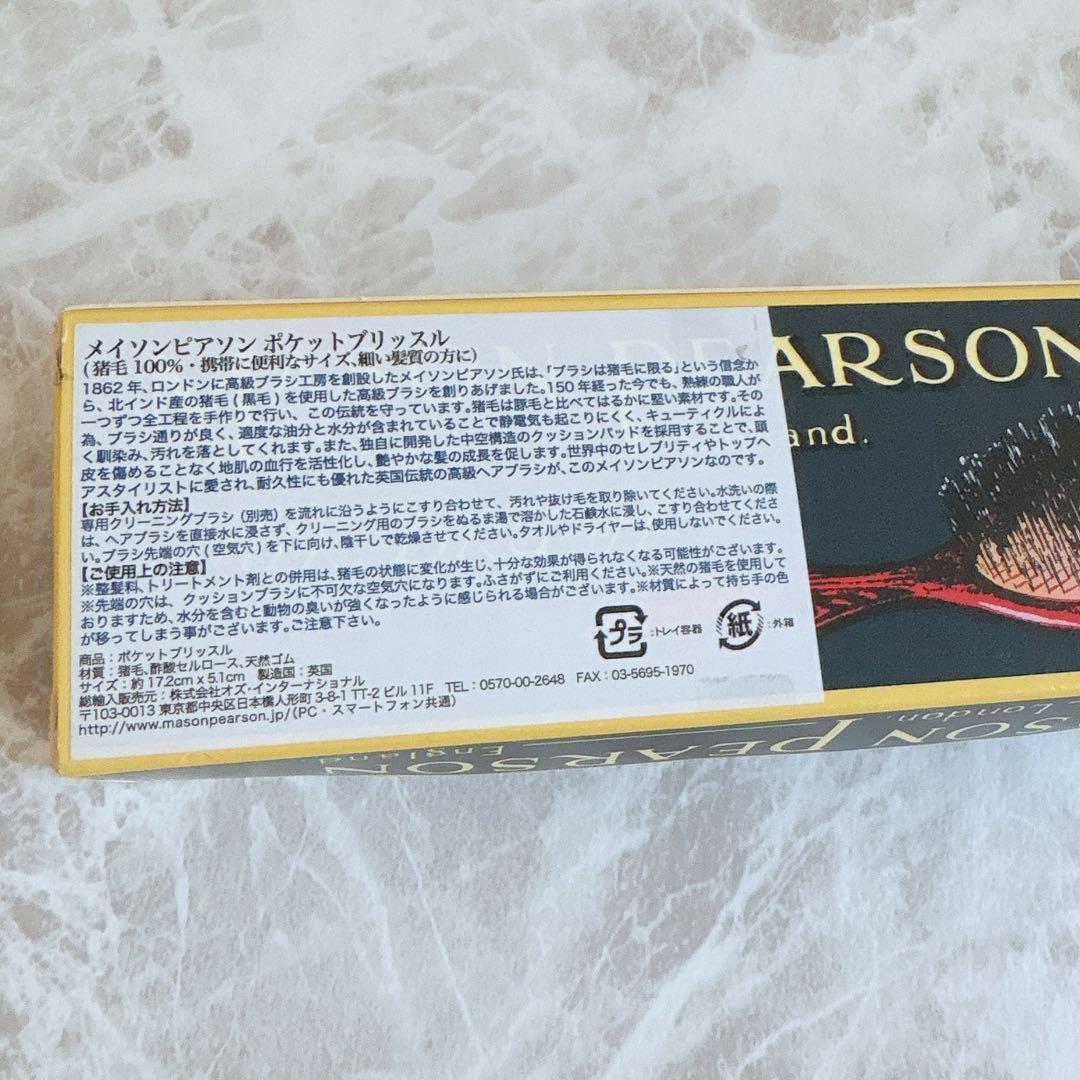 メイソンピアソン ポケットブリッスル
(猪毛 100%・携帯に便利なサイズ、細い髪質の方に)
1862 年、ロンドンに高級ブラシ工房を創設したメイソンピアソン氏は、「ブラシは猪毛に限る」という信念か
ら、北インド産の猪毛 (黒毛) を使用した高級ブラシを創りあげました。150 年経った今でも、熟練の職人が
一つずつ全工程を手作りで行い、この伝統を守っています。猪毛は豚毛と比べてはるかに堅い素材です。その
為、ブラシ通りが良く、適度な油分と水分が含まれていることで静電気も起こりにくく、キューティクルによ
く馴染み、汚れを落としてくれます。また、独自に開発した中空構造のクッションパッドを採用することで、頭
皮を傷めることなく地肌の血行を活性化し、艶やかな髪の成長を促します。世界中のセレブリティやトップヘ
アスタイリストに愛され、耐久性にも優れた英国伝統の高級ヘアブラシが、このメイソンピアソンなのです。
【お手入れ方法】
専用クリーニングブラシ (別売) を流れに沿うようにこすり合わせて、汚れや抜け毛を取り除いてください。水洗いの際
は、ヘアブラシを直接水に浸さず、クリーニング用のブラシをぬるま湯で溶かした石鹸水に浸し、こすり合わせてくださ
い。ブラシ先端の穴 (空気穴) を下に向け、陰干しで乾燥させてください。タオルやドライヤーは、使用しないでください。
【ご使用上の注意】
※整髪料、トリートメント剤との併用は、猪毛の状態に変化が生じ、十分な効果が得られなくなる可能性がございます。
※先端の穴は、クッションブラシに不可欠な空気穴になります。ふさがずにご利用ください。※天然の猪毛を使用して
おりますため、水分を含むと動物の臭いが強くなったように感じられる場合がございます。※材質によって持ち手の色
が移ってしまう事がございます。ご注意下さい。
商品：ポケットブリッスル
材質：猪毛、酢酸セルロース、天然ゴム
サイズ：約 17.2cm x 5.1cm 製造国：英国
総輸入販売元：株式会社オズ・インターナショナル
〒103-0013 東京都中央区日本橋人形町 3-8-1 TT-2 ビル 11F TEL：0570-00-2648 FAX：03-5695-1970
http://www.masonpearson.jp/(PC・スマートフォン共通)
プラ :トレイ容器 紙 :外箱
N PEARSON
and.
SON PEARSON
London, England.